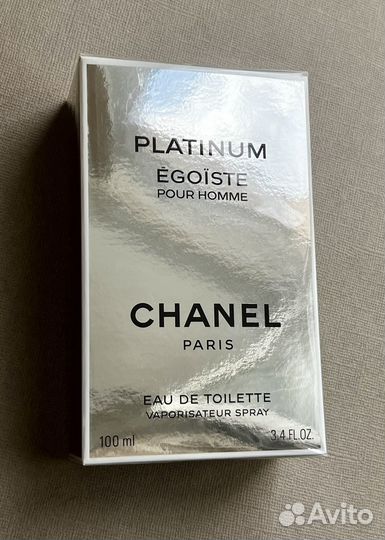 PLATINUM
ÉGOÏSTE
POUR HOMME
CHANEL
PARIS
EAU DE TOILETTE
VAPORISATEUR SPRAY
100 ml 3.4.FL.OZ.
Avito